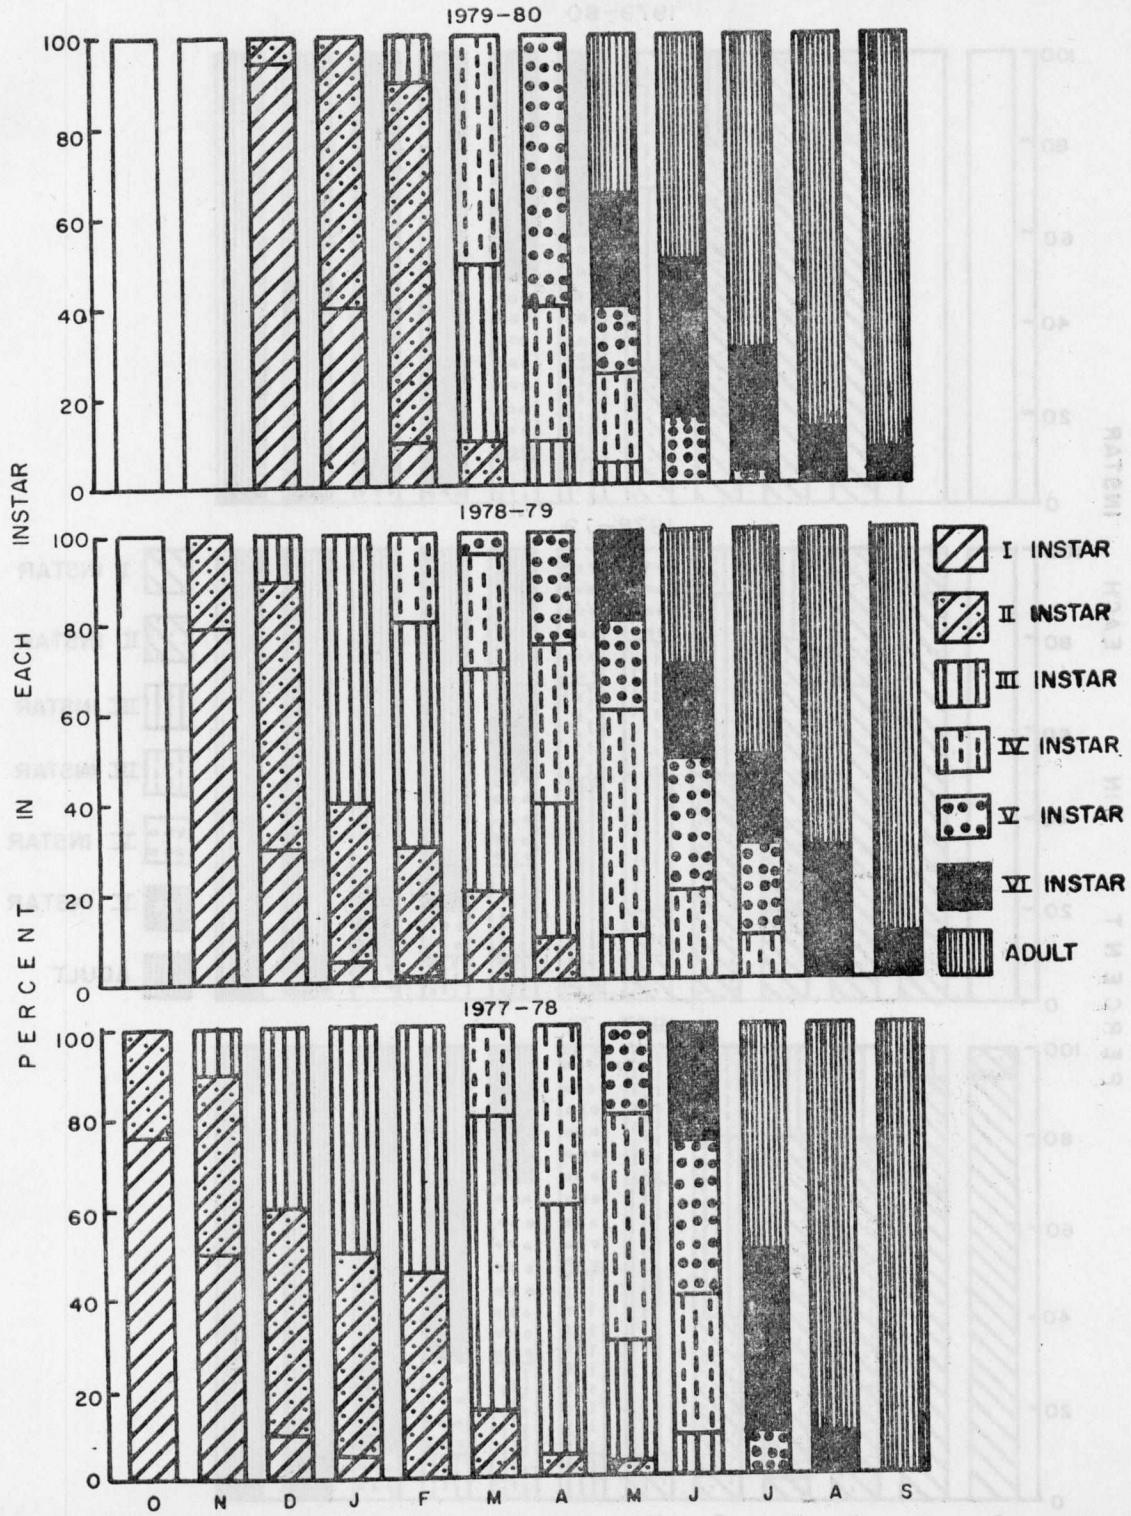 1979-80
100
80
60
40
20
0
1978-79
100
80
60
40
20
0
1977-78
100
80
60
40
20
0
O N D J F M A M J J A S
PERCENT IN EACH INSTAR
I INSTAR
II INSTAR
III INSTAR
IV INSTAR
V INSTAR
VI INSTAR
ADULT